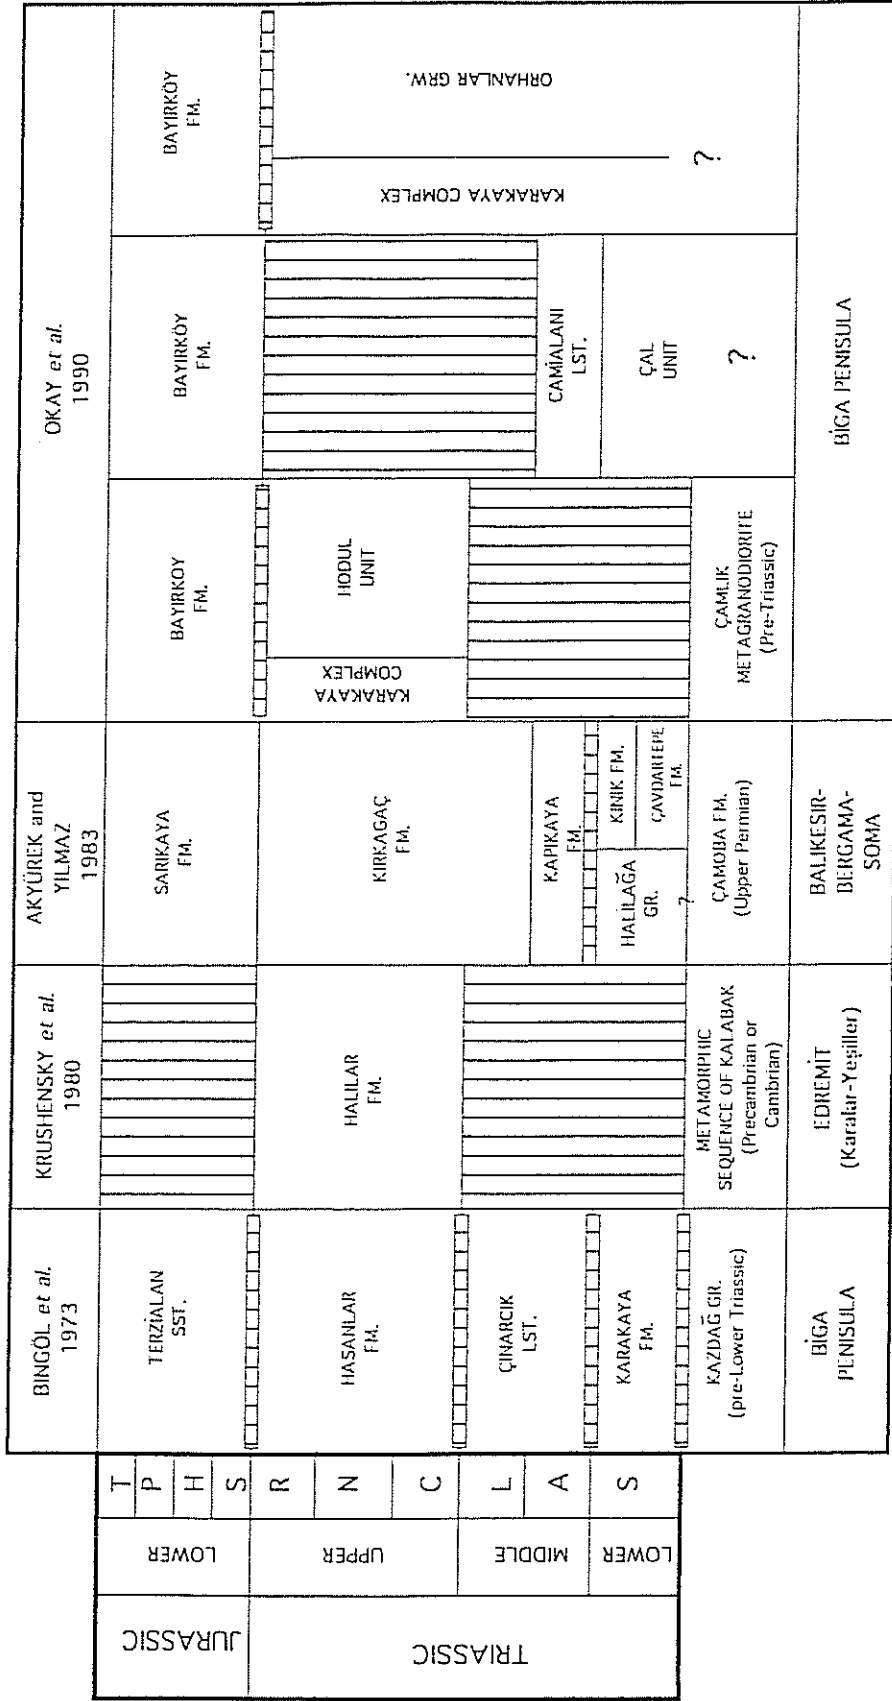 BINGÖL et al.
1973
KRUSHENSKY et al.
1980
AKYÜREK and
YILMAZ
1983
OKAY et al.
1990
JURASSIC
LOWER
T
P
H
S
TRIASSIC
UPPER
R
N
C
MIDDLE
L
A
LOWER
S
TERZİALAN
SST.
HASANLAR
FM.
ÇINARCIK
LST.
KARAKAYA
FM.
KAZDAĞ GR.
(pre-Lower Triassic)
BİGA
PENISULA
HALILAR
FM.
METAMORPHIC
SEQUENCE OF KALABAK
(Precambrian or
Cambrian)
EDREMİT
(Karalar-Yeşiller)
SARIKAYA
FM.
KIRKAGAÇ
FM.
KAPIKAYA
FM.
HALILAĞA
GR.
?
KINIK FM.
ÇAVDARTEPE
FM.
ÇAMOBA FM.
(Upper Permian)
BALIKESIR-
BERGAMA-
SOMA
BAYIRKOY
FM.
KARAKAYA
COMPLEX
HODUL
UNIT
ÇAMLIK
METAGRANODIORITE
(Pre-Triassic)
BAYIRKÖY
FM.
CAMİALANI
LST.
ÇAL
UNIT
?
BAYIRKÖY
FM.
KARAKAYA COMPLEX
ORHANLAR GRW.
?
BİGA PENISULA